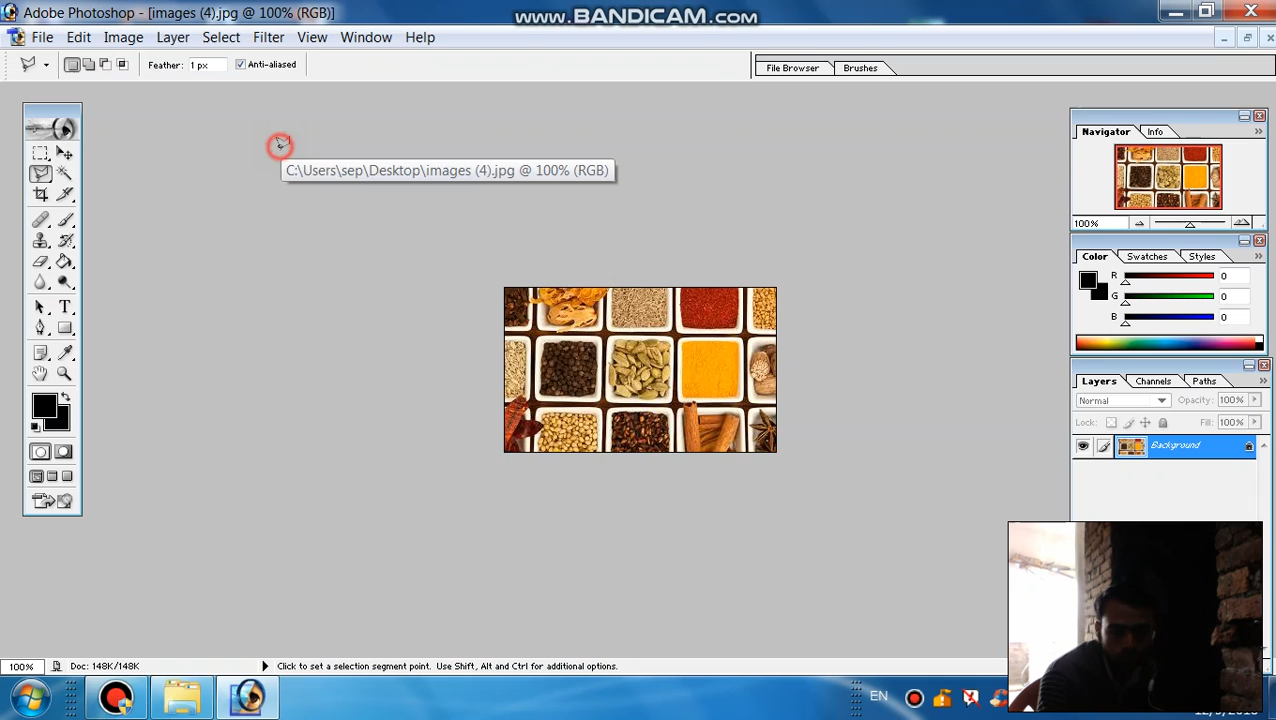 Adobe Photoshop - [images (4).jpg @ 100% (RGB)]
www.BANDICAM.com
File Edit Image Layer Select Filter View Window Help
Feather: 1 px Anti-aliased
File Browser Brushes
C:\Users\sep\Desktop\images (4).jpg @ 100% (RGB)
Navigator Info
100%
Color Swatches Styles
R 0
G 0
B 0
Layers Channels Paths
Normal Opacity: 100%
Lock: Fill: 100%
Background
100% Doc: 148K/148K Click to set a selection segment point. Use Shift, Alt and Ctrl for additional options.
EN